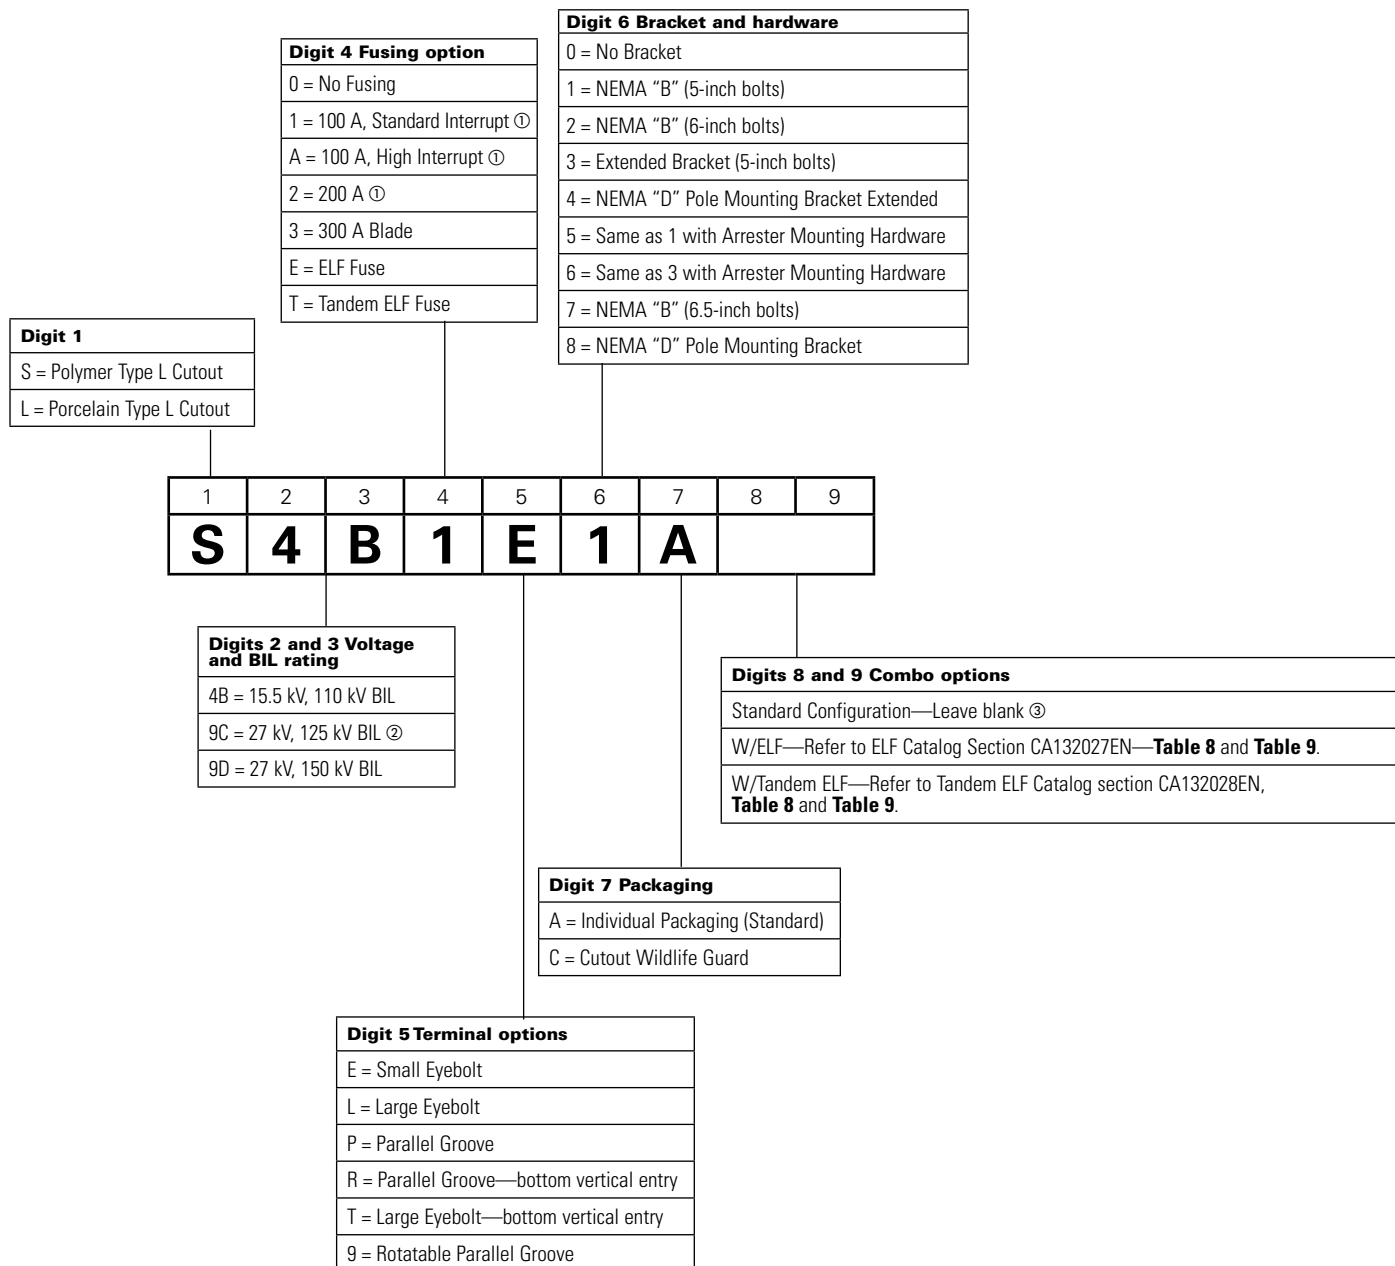 Digit 6 Bracket and hardware
0 = No Bracket
1 = NEMA “B” (5-inch bolts)
2 = NEMA “B” (6-inch bolts)
3 = Extended Bracket (5-inch bolts)
4 = NEMA “D” Pole Mounting Bracket Extended
5 = Same as 1 with Arrester Mounting Hardware
6 = Same as 3 with Arrester Mounting Hardware
7 = NEMA “B” (6.5-inch bolts)
8 = NEMA “D” Pole Mounting Bracket
Digit 4 Fusing option
0 = No Fusing
1 = 100 A, Standard Interrupt ①
A = 100 A, High Interrupt ①
2 = 200 A ①
3 = 300 A Blade
E = ELF Fuse
T = Tandem ELF Fuse
Digit 1
S = Polymer Type L Cutout
L = Porcelain Type L Cutout
1 2 3 4 5 6 7 8 9
S 4 B 1 E 1 A
Digits 2 and 3 Voltage
and BIL rating
4B = 15.5 kV, 110 kV BIL
9C = 27 kV, 125 kV BIL ②
9D = 27 kV, 150 kV BIL
Digits 8 and 9 Combo options
Standard Configuration—Leave blank ③
W/ELF—Refer to ELF Catalog Section CA132027EN—Table 8 and Table 9.
W/Tandem ELF—Refer to Tandem ELF Catalog section CA132028EN,
Table 8 and Table 9.
Digit 7 Packaging
A = Individual Packaging (Standard)
C = Cutout Wildlife Guard
Digit 5 Terminal options
E = Small Eyebolt
L = Large Eyebolt
P = Parallel Groove
R = Parallel Groove—bottom vertical entry
T = Large Eyebolt—bottom vertical entry
9 = Rotatable Parallel Groove